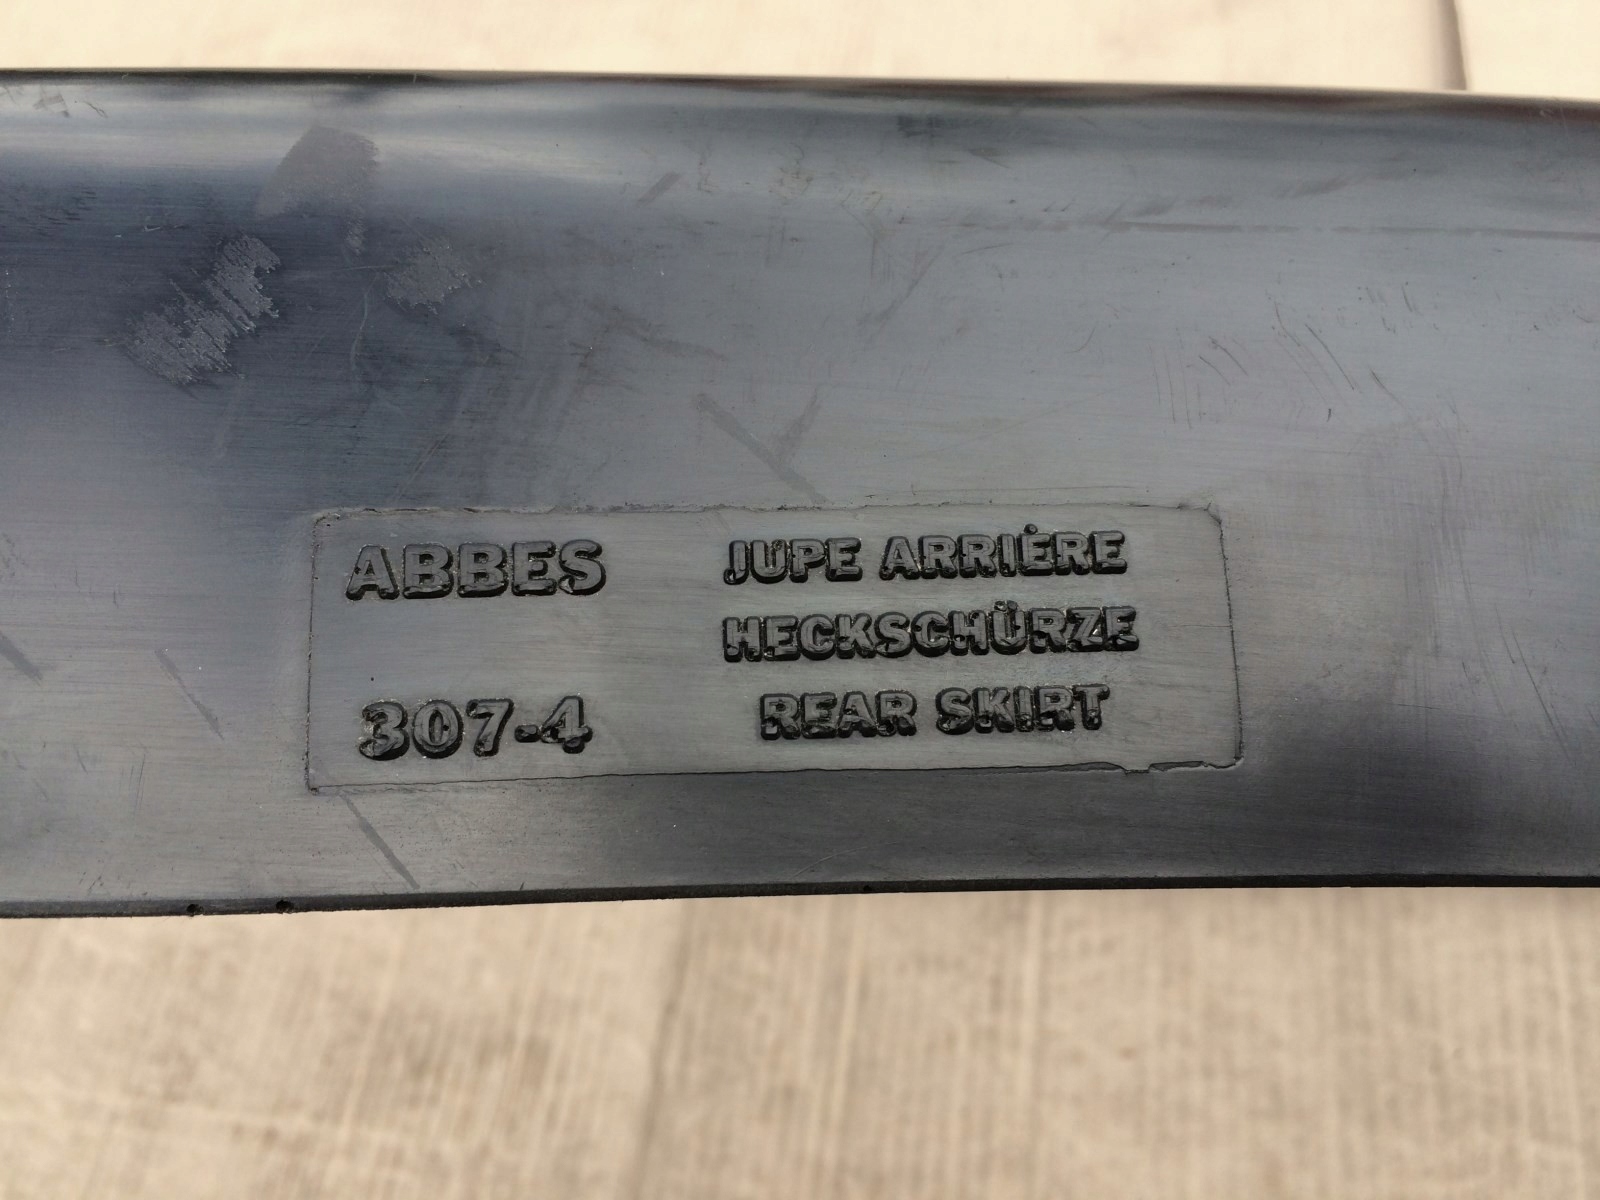 ABBES
307-4
JUPE ARRIÈRE
HECKSCHÜRZE
REAR SKIRT